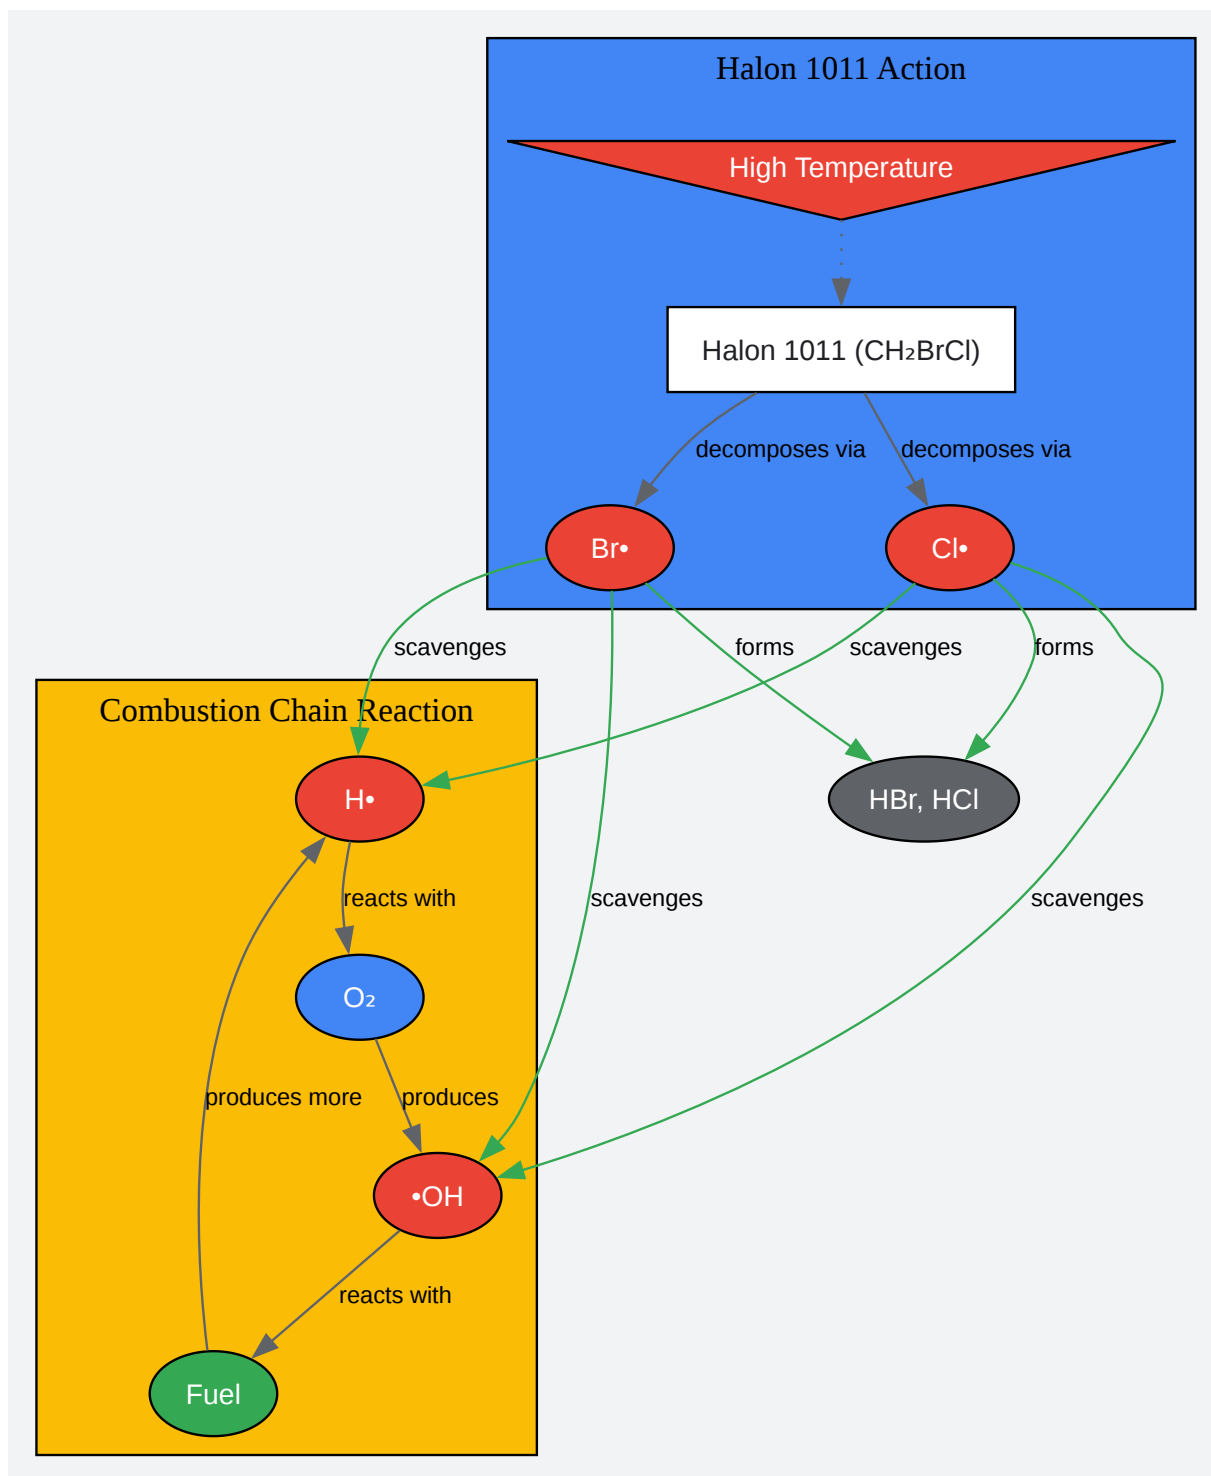 Halon 1011 Action
High Temperature
Halon 1011 (CH₂BrCl)
decomposes via
decomposes via
Br•
Cl•
scavenges
forms
scavenges
forms
Combustion Chain Reaction
H•
HBr, HCl
reacts with
scavenges
scavenges
O₂
produces more
produces
•OH
reacts with
Fuel